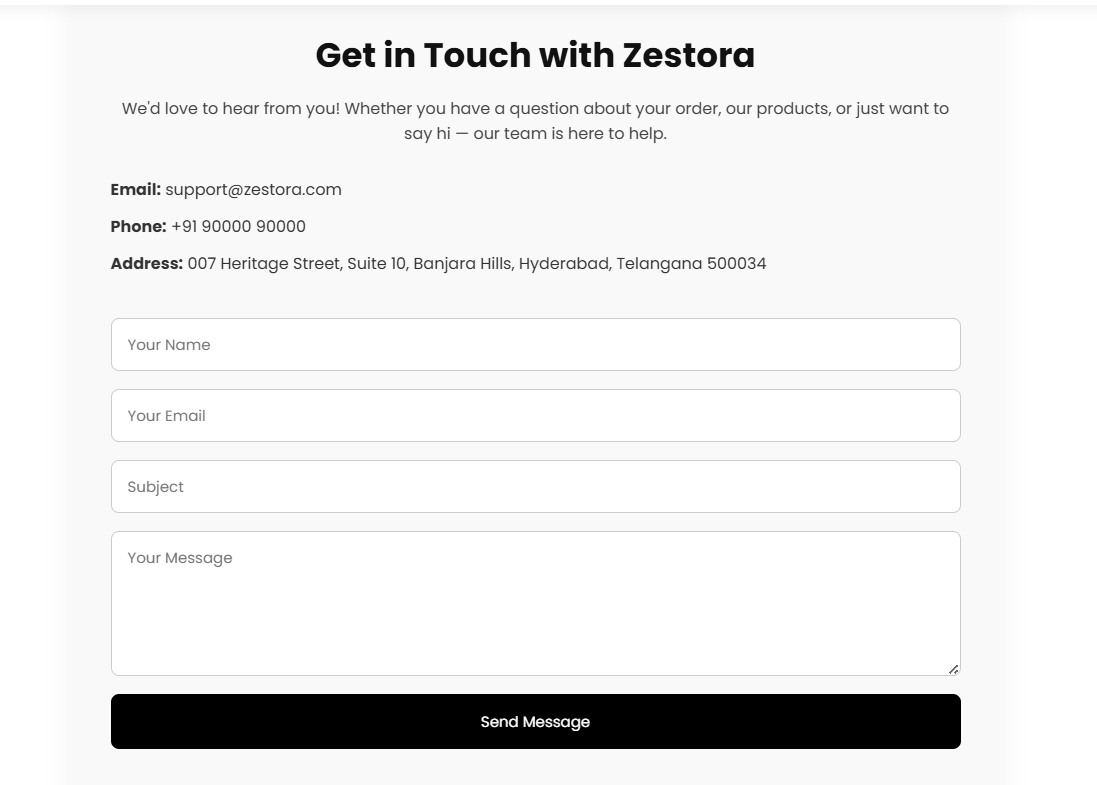 Get in Touch with Zestora
We'd love to hear from you! Whether you have a question about your order, our products, or just want to
say hi — our team is here to help.
Email: support@zestora.com
Phone: +91 90000 90000
Address: 007 Heritage Street, Suite 10, Banjara Hills, Hyderabad, Telangana 500034
Your Name
Your Email
Subject
Your Message
Send Message